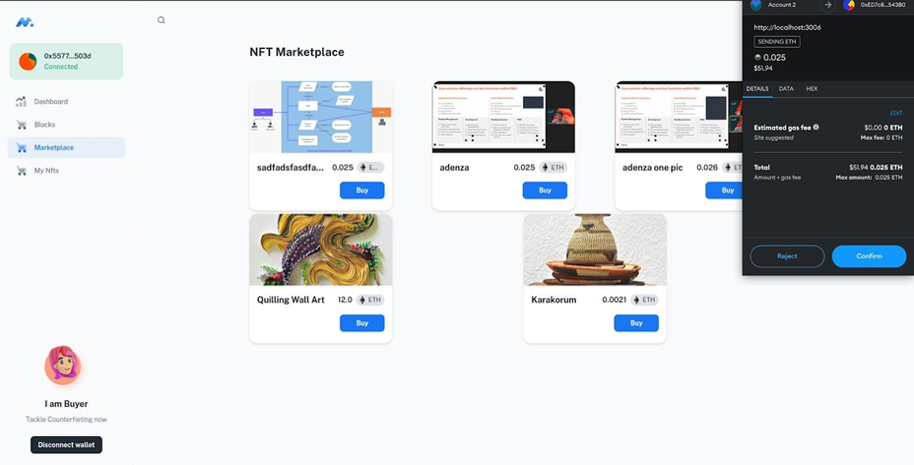 0x5577...503d
Connected
Dashboard
Blocks
Marketplace
My Nfts
I am Buyer
Tackle Counterfieting now
Disconnect wallet
NFT Marketplace
sadfadsfasdfa... 0.025 E...
Buy
adenza 0.025 ETH
Buy
adenza one pic 0.026 ETH
Buy
Quilling Wall Art 12.0 ETH
Buy
Karakorum 0.0021 ETH
Buy
Account 2
http://localhost:3006
SENDING ETH
0.025
$51.94
DETAILS DATA HEX
EDIT
Estimated gas fee $0.00 0 ETH
Site suggested Max fee: 0 ETH
Total $51.94 0.025 ETH
Amount + gas fee Max amount: 0.025 ETH
Reject Confirm